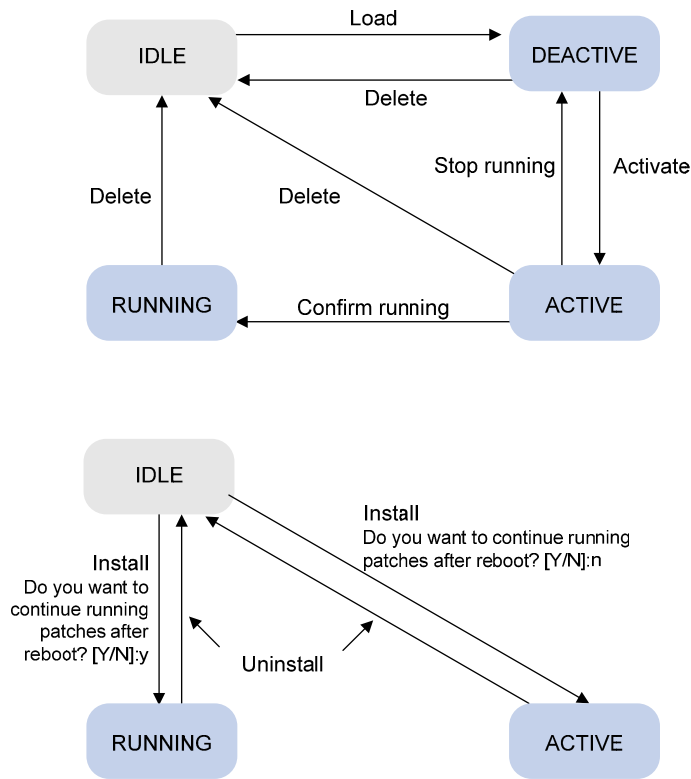 Load
IDLE
DEACTIVE
Delete
Stop running
Activate
Delete
Delete
RUNNING
Confirm running
ACTIVE
IDLE
Install
Do you want to continue running
patches after reboot? [Y/N]:n
Install
Do you want to
continue running
patches after
reboot? [Y/N]:y
Uninstall
RUNNING
ACTIVE